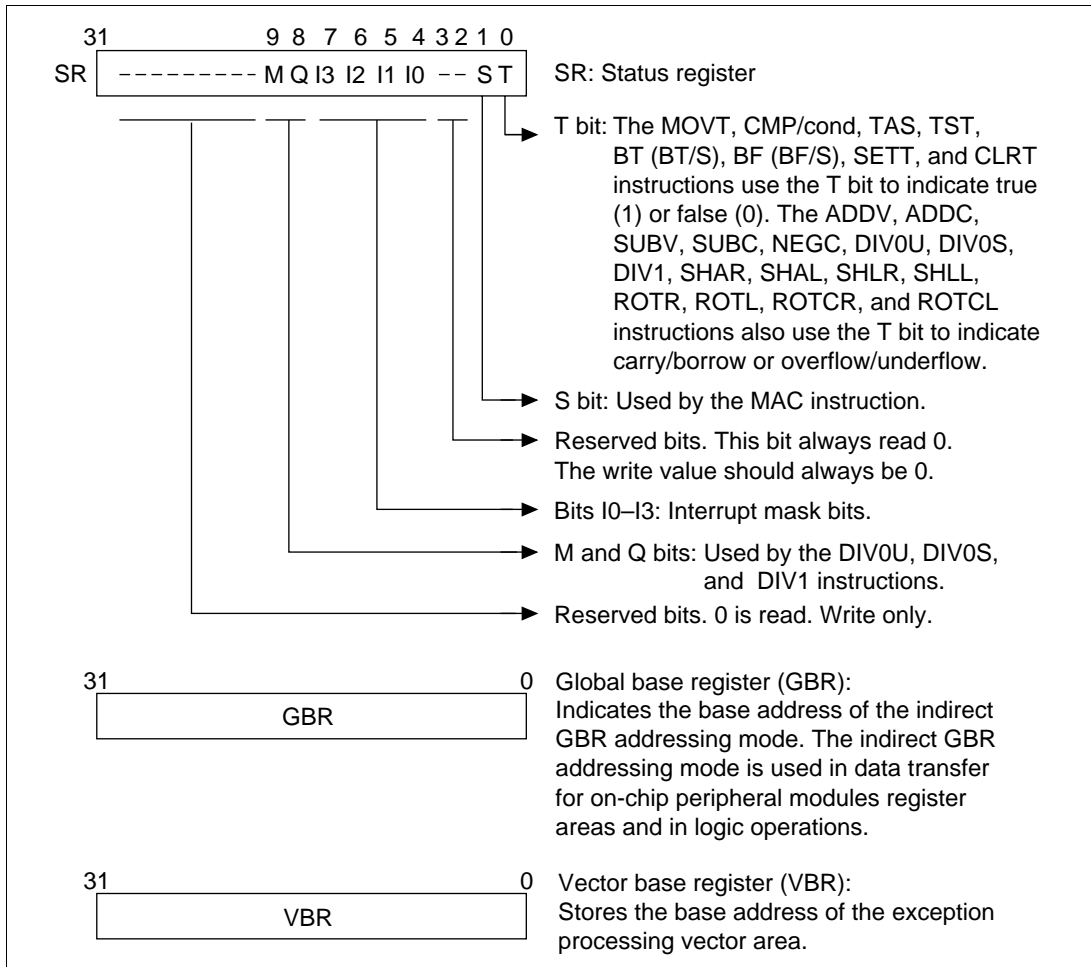 31 9 8 7 6 5 4 3 2 1 0
SR - - - - - - - - - - M Q I3 I2 I1 I0 -- S T SR: Status register
T bit: The MOVT, CMP/cond, TAS, TST,
BT (BT/S), BF (BF/S), SETT, and CLRT
instructions use the T bit to indicate true
(1) or false (0). The ADDV, ADDC,
SUBV, SUBC, NEGC, DIV0U, DIV0S,
DIV1, SHAR, SHAL, SHLR, SHLL,
ROTR, ROTL, ROTCR, and ROTCL
instructions also use the T bit to indicate
carry/borrow or overflow/underflow.
S bit: Used by the MAC instruction.
Reserved bits. This bit always read 0.
The write value should always be 0.
Bits I0–I3: Interrupt mask bits.
M and Q bits: Used by the DIV0U, DIV0S,
and DIV1 instructions.
Reserved bits. 0 is read. Write only.
31 0 Global base register (GBR):
GBR Indicates the base address of the indirect
GBR addressing mode. The indirect GBR
addressing mode is used in data transfer
for on-chip peripheral modules register
areas and in logic operations.
31 0 Vector base register (VBR):
VBR Stores the base address of the exception
processing vector area.